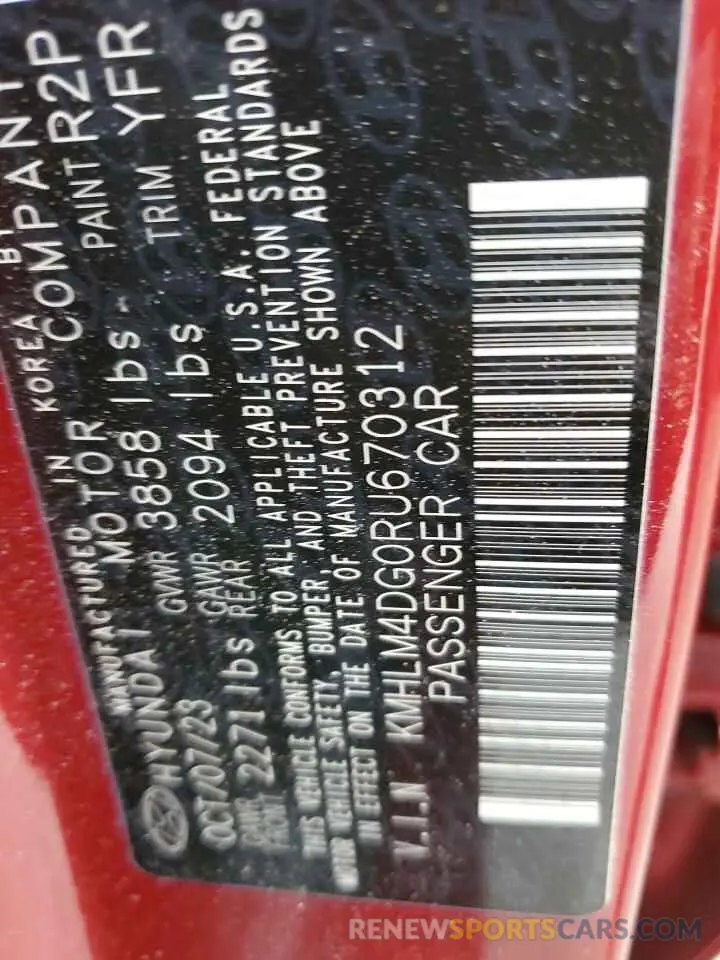 MANUFACTURED IN KOREA BY
HYUNDAI MOTOR COMPANY
OCT/07/23 GVWR 3858 lbs PAINT R2P
GAWR FRONT 2271 lbs GAWR REAR 2094 lbs TRIM YFR
THIS VEHICLE CONFORMS TO ALL APPLICABLE U.S.A. FEDERAL
MOTOR VEHICLE SAFETY, BUMPER, AND THEFT PREVENTION STANDARDS
IN EFFECT ON THE DATE OF MANUFACTURE SHOWN ABOVE
V.I.N KMHLM4DG0RU670312
PASSENGER CAR
RENEWSPORTSCARS.COM